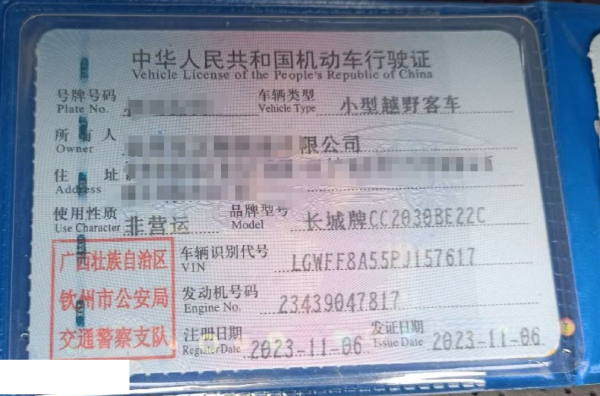 中华人民共和国机动车行驶证
Vehicle License of the People's Republic of China
号牌号码 车辆类型 小型越野客车
Plate No. Vehicle Type
所有人 限公司
Owner
住址
Address
使用性质 非营运 品牌型号 长城牌CC2030BE22C
Use Character Model
广西壮族自治区
钦州市公安局
交通警察支队
车辆识别代号 LGWFF8A55PJ157617
VIN
发动机号码 23439047817
Engine No.
注册日期 2023-11-06 发证日期 2023-11-06
Register Date Issue Date